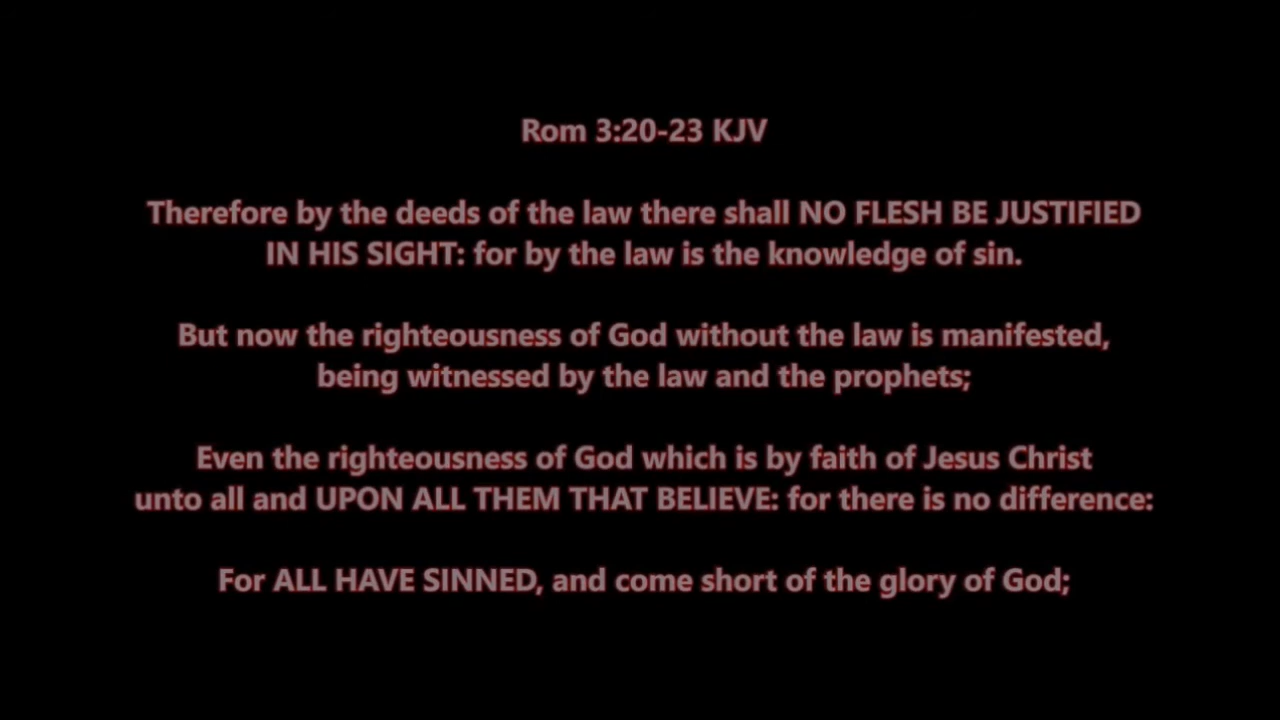 Rom 3:20-23 KJV
Therefore by the deeds of the law there shall NO FLESH BE JUSTIFIED
IN HIS SIGHT: for by the law is the knowledge of sin.
But now the righteousness of God without the law is manifested,
being witnessed by the law and the prophets;
Even the righteousness of God which is by faith of Jesus Christ
unto all and UPON ALL THEM THAT BELIEVE: for there is no difference:
For ALL HAVE SINNED, and come short of the glory of God;